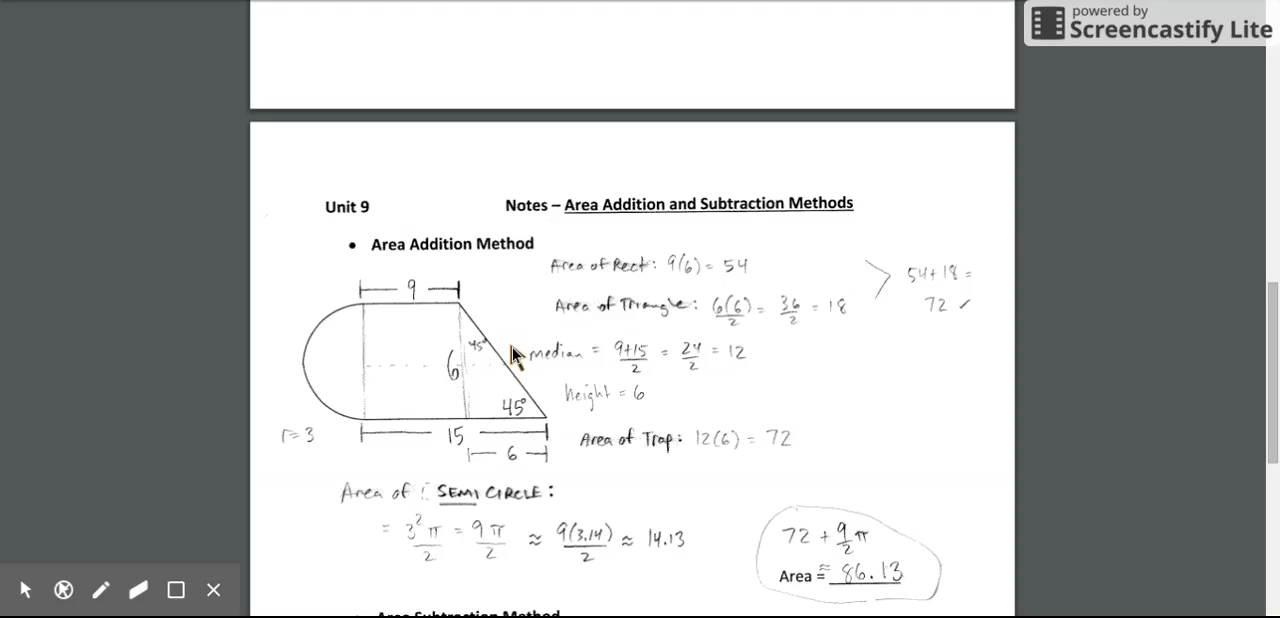 powered by
Screencastify Lite
Unit 9
Notes – Area Addition and Subtraction Methods
• Area Addition Method
Area of Rect: 9(6) = 54
54 + 18 =
72 ✓
Area of Triangle: 6(6)/2 = 36/2 = 18
9
45°
6
median = 9+15/2 = 24/2 = 12
height = 6
45°
r = 3
15
6
Area of Trap: 12(6) = 72
Area of SEMI CIRCLE:
= 3²π/2 = 9π/2 ≈ 9(3.14)/2 ≈ 14.13
72 + 9/2 π
Area ≈ = 86.13
Area Subtraction Method